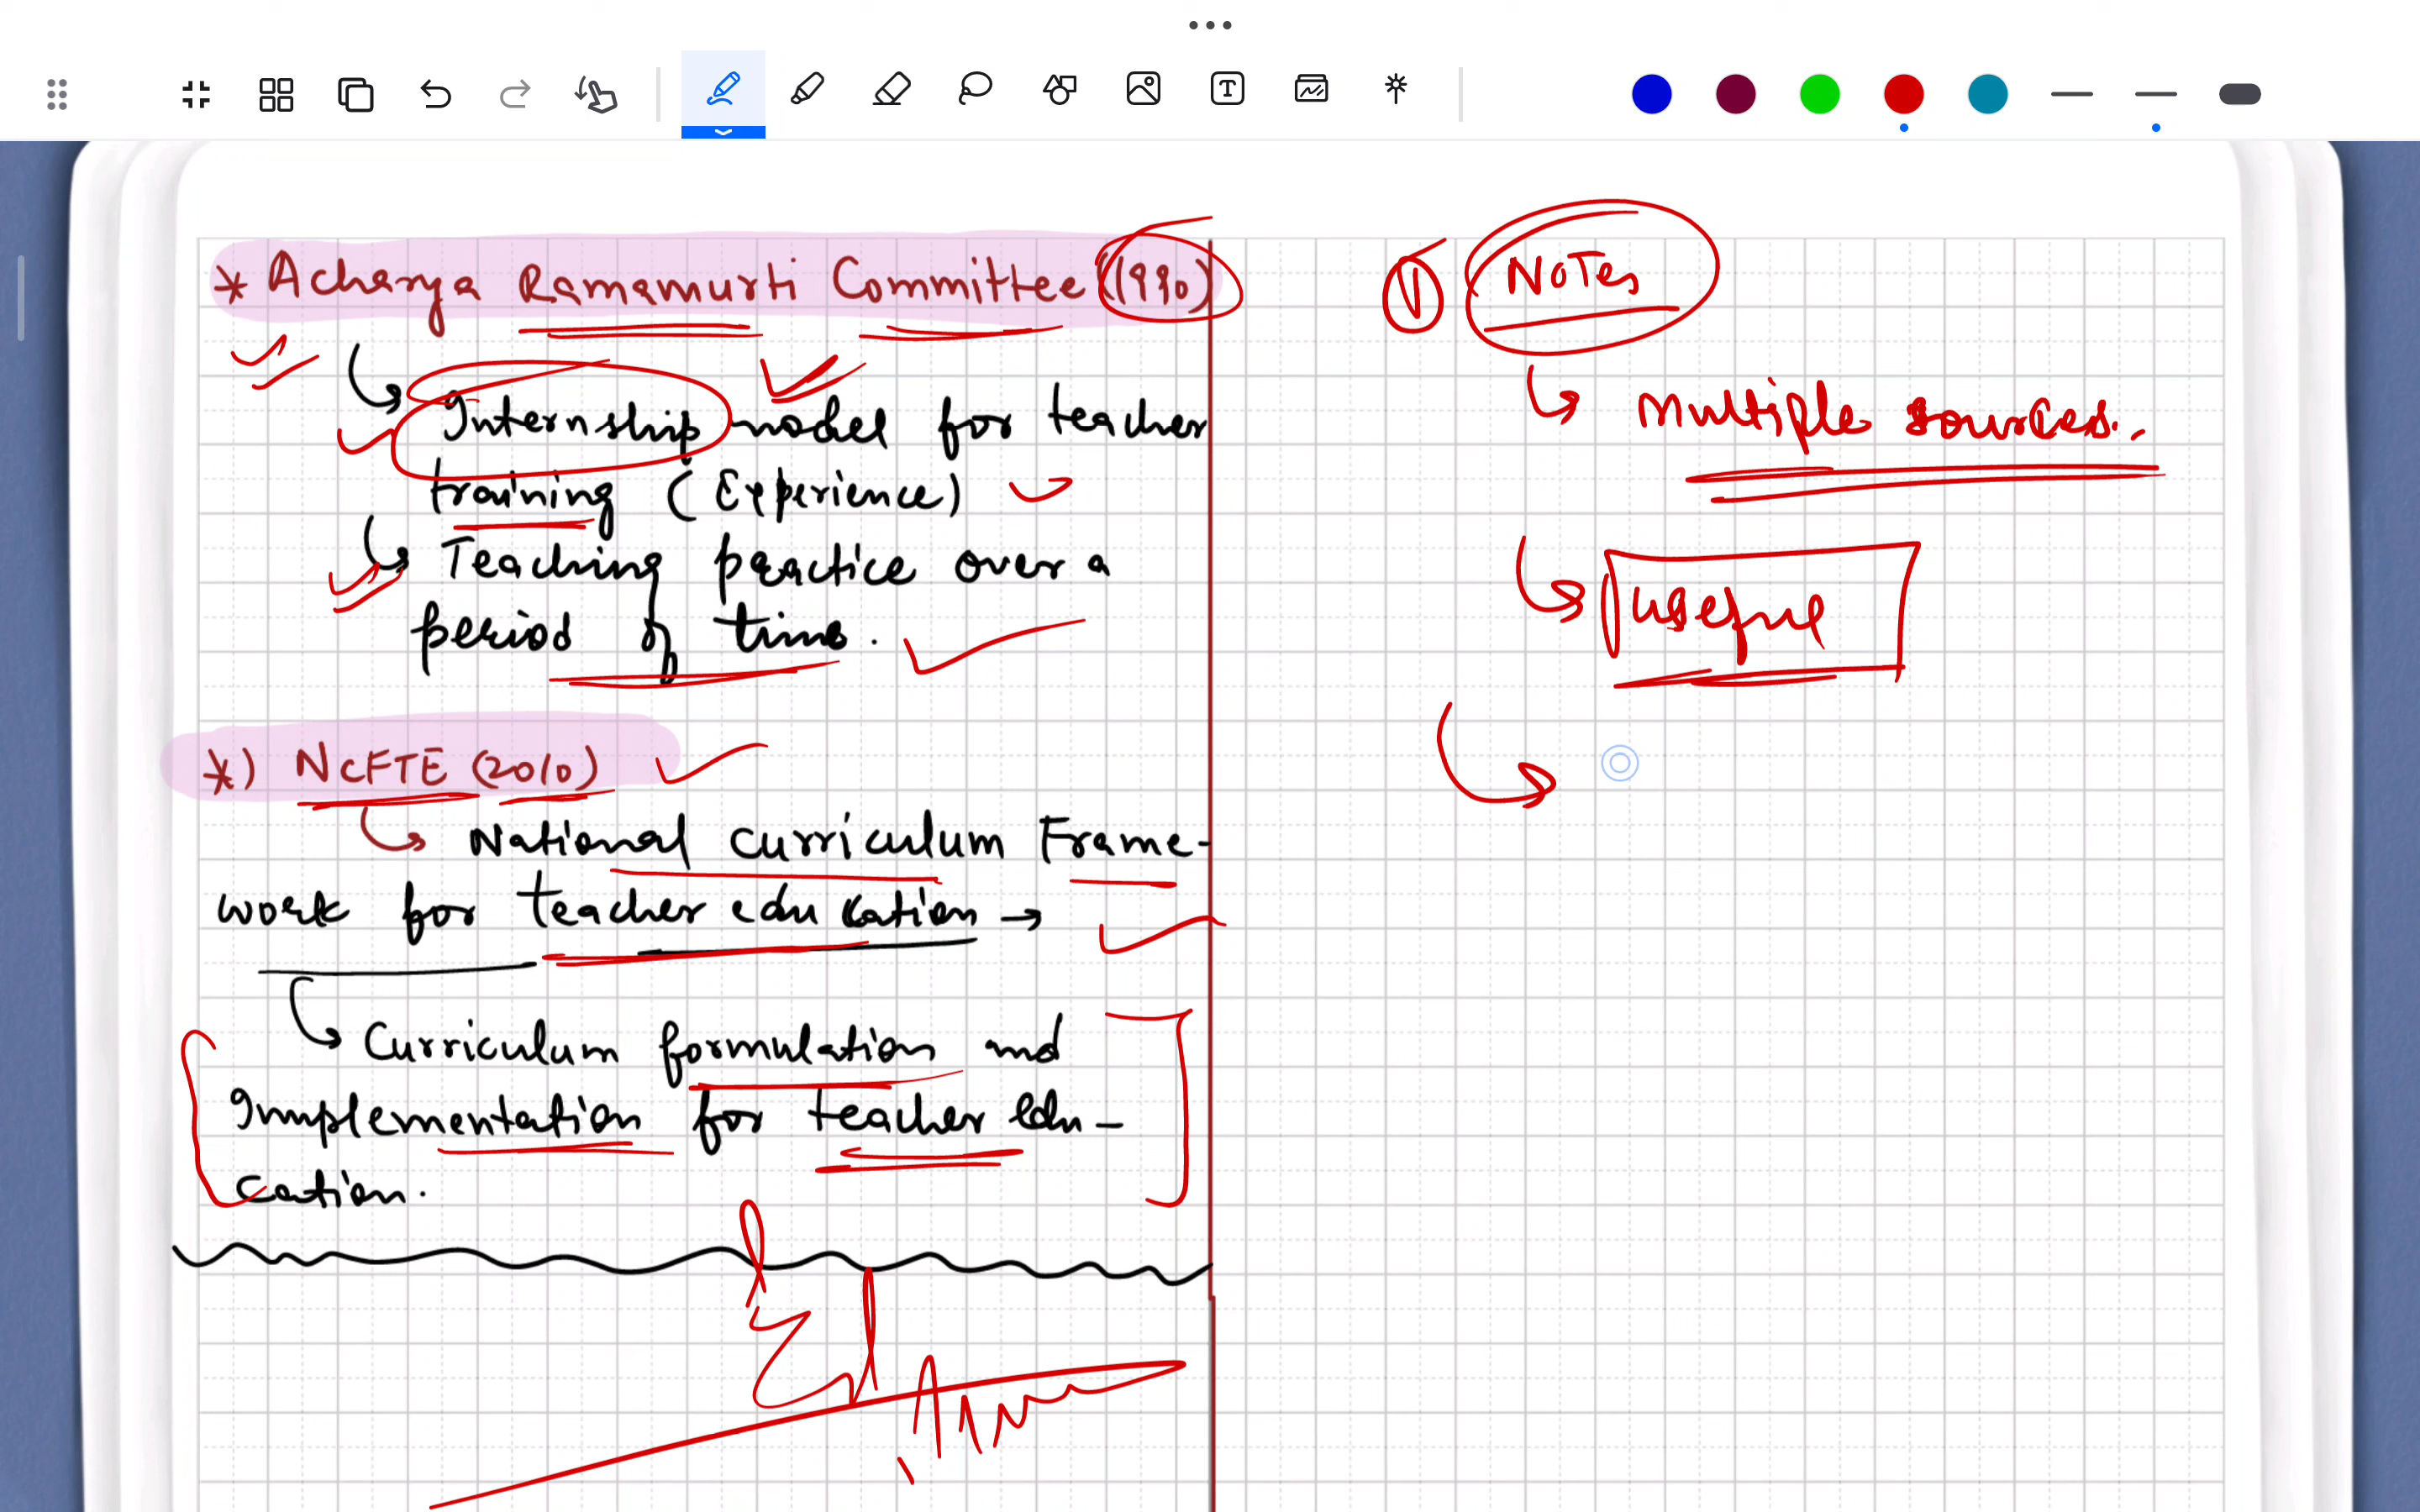 * Acharya Ramamurti Committee (1990)
Internship model for teacher
training (Experience)
Teaching practice over a
period of time.
*) NCFTE (2010)
National curriculum Frame-
work for teacher education →
Curriculum formulation and
Implementation for teacher edu-
cation.
① NoTes
multiple sources.
useful